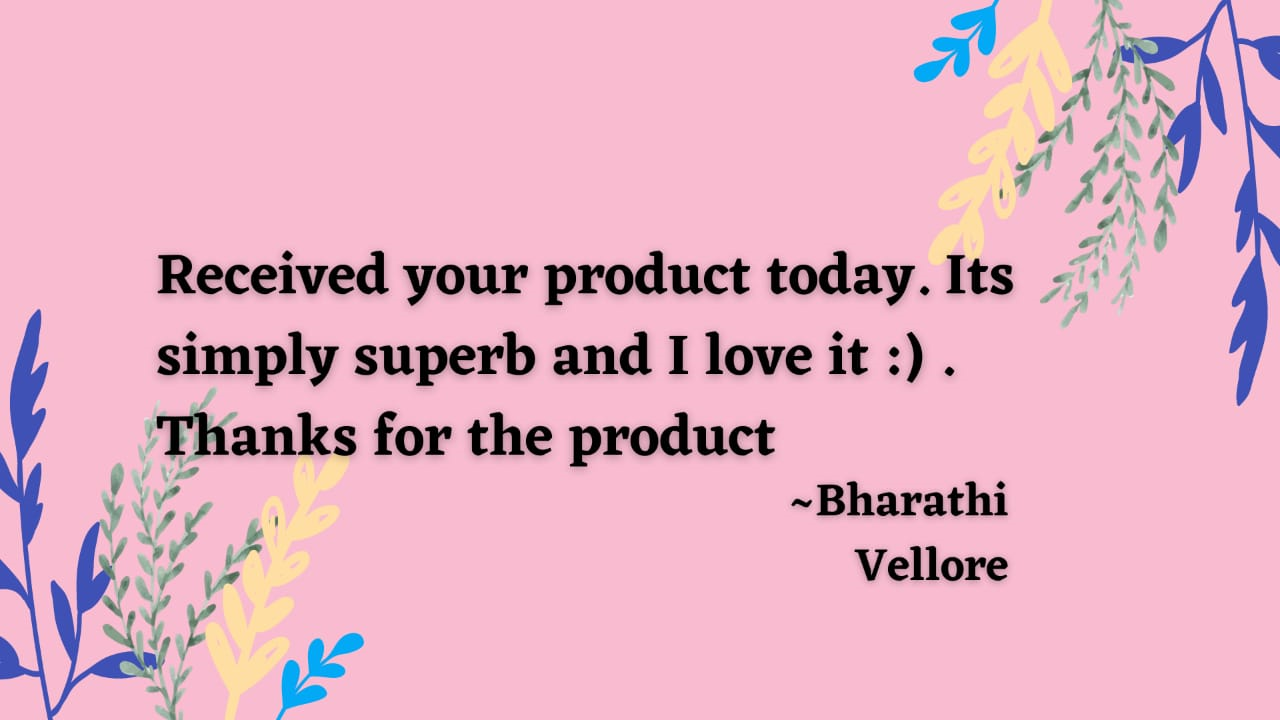 Received your product today. Its
simply superb and I love it :) .
Thanks for the product
~Bharathi
Vellore